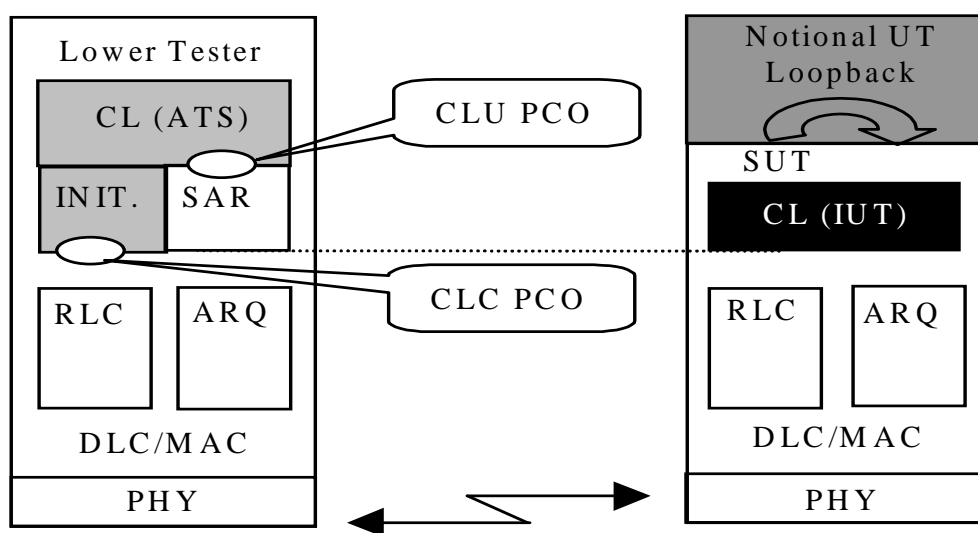 Lower Tester
CL (ATS)
INIT.
SAR
RLC
ARQ
DLC/MAC
PHY
CLU PCO
CLC PCO
Notional UT
Loopback
SUT
CL (IUT)
RLC
ARQ
DLC/MAC
PHY